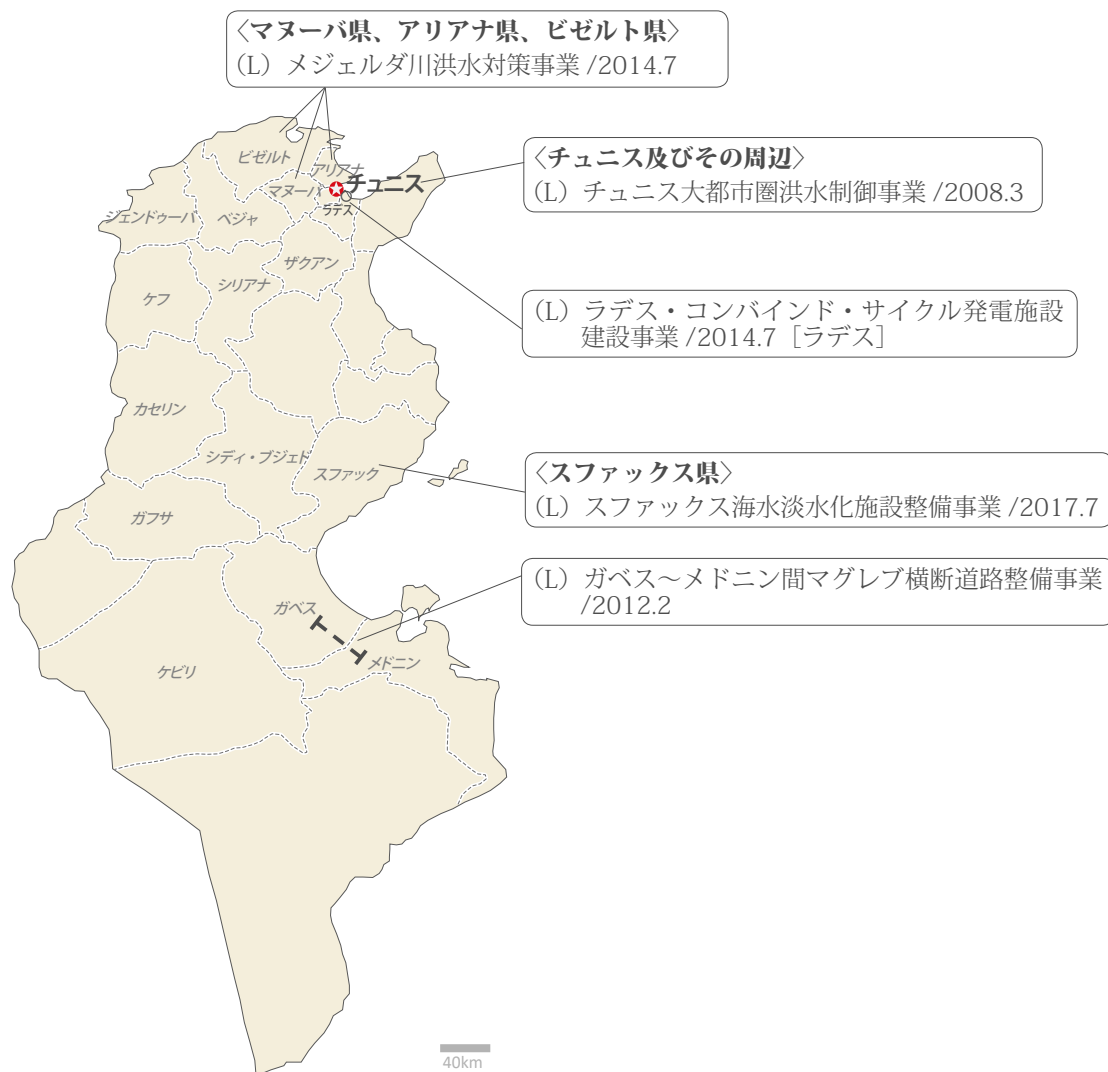 〈マヌーバ県、アリアナ県、ビゼルト県〉
(L) メジェルダ川洪水対策事業 /2014.7
〈チュニス及びその周辺〉
(L) チュニス大都市圏洪水制御事業 /2008.3
(L) ラデス・コンバインド・サイクル発電施設
建設事業 /2014.7［ラデス］
〈スファックス県〉
(L) スファックス海水淡水化施設整備事業 /2017.7
(L) ガベス～メドニン間マグレブ横断道路整備事業
/2012.2
ビゼルト
アリアナ
マヌーバ
チュニス
ラデス
ジェンドゥーバ
ベジャ
ザクアン
シリアナ
ケフ
カセリン
シディ・ブジェド
スファック
ガフサ
ガベス
メドニン
ケビリ
40km